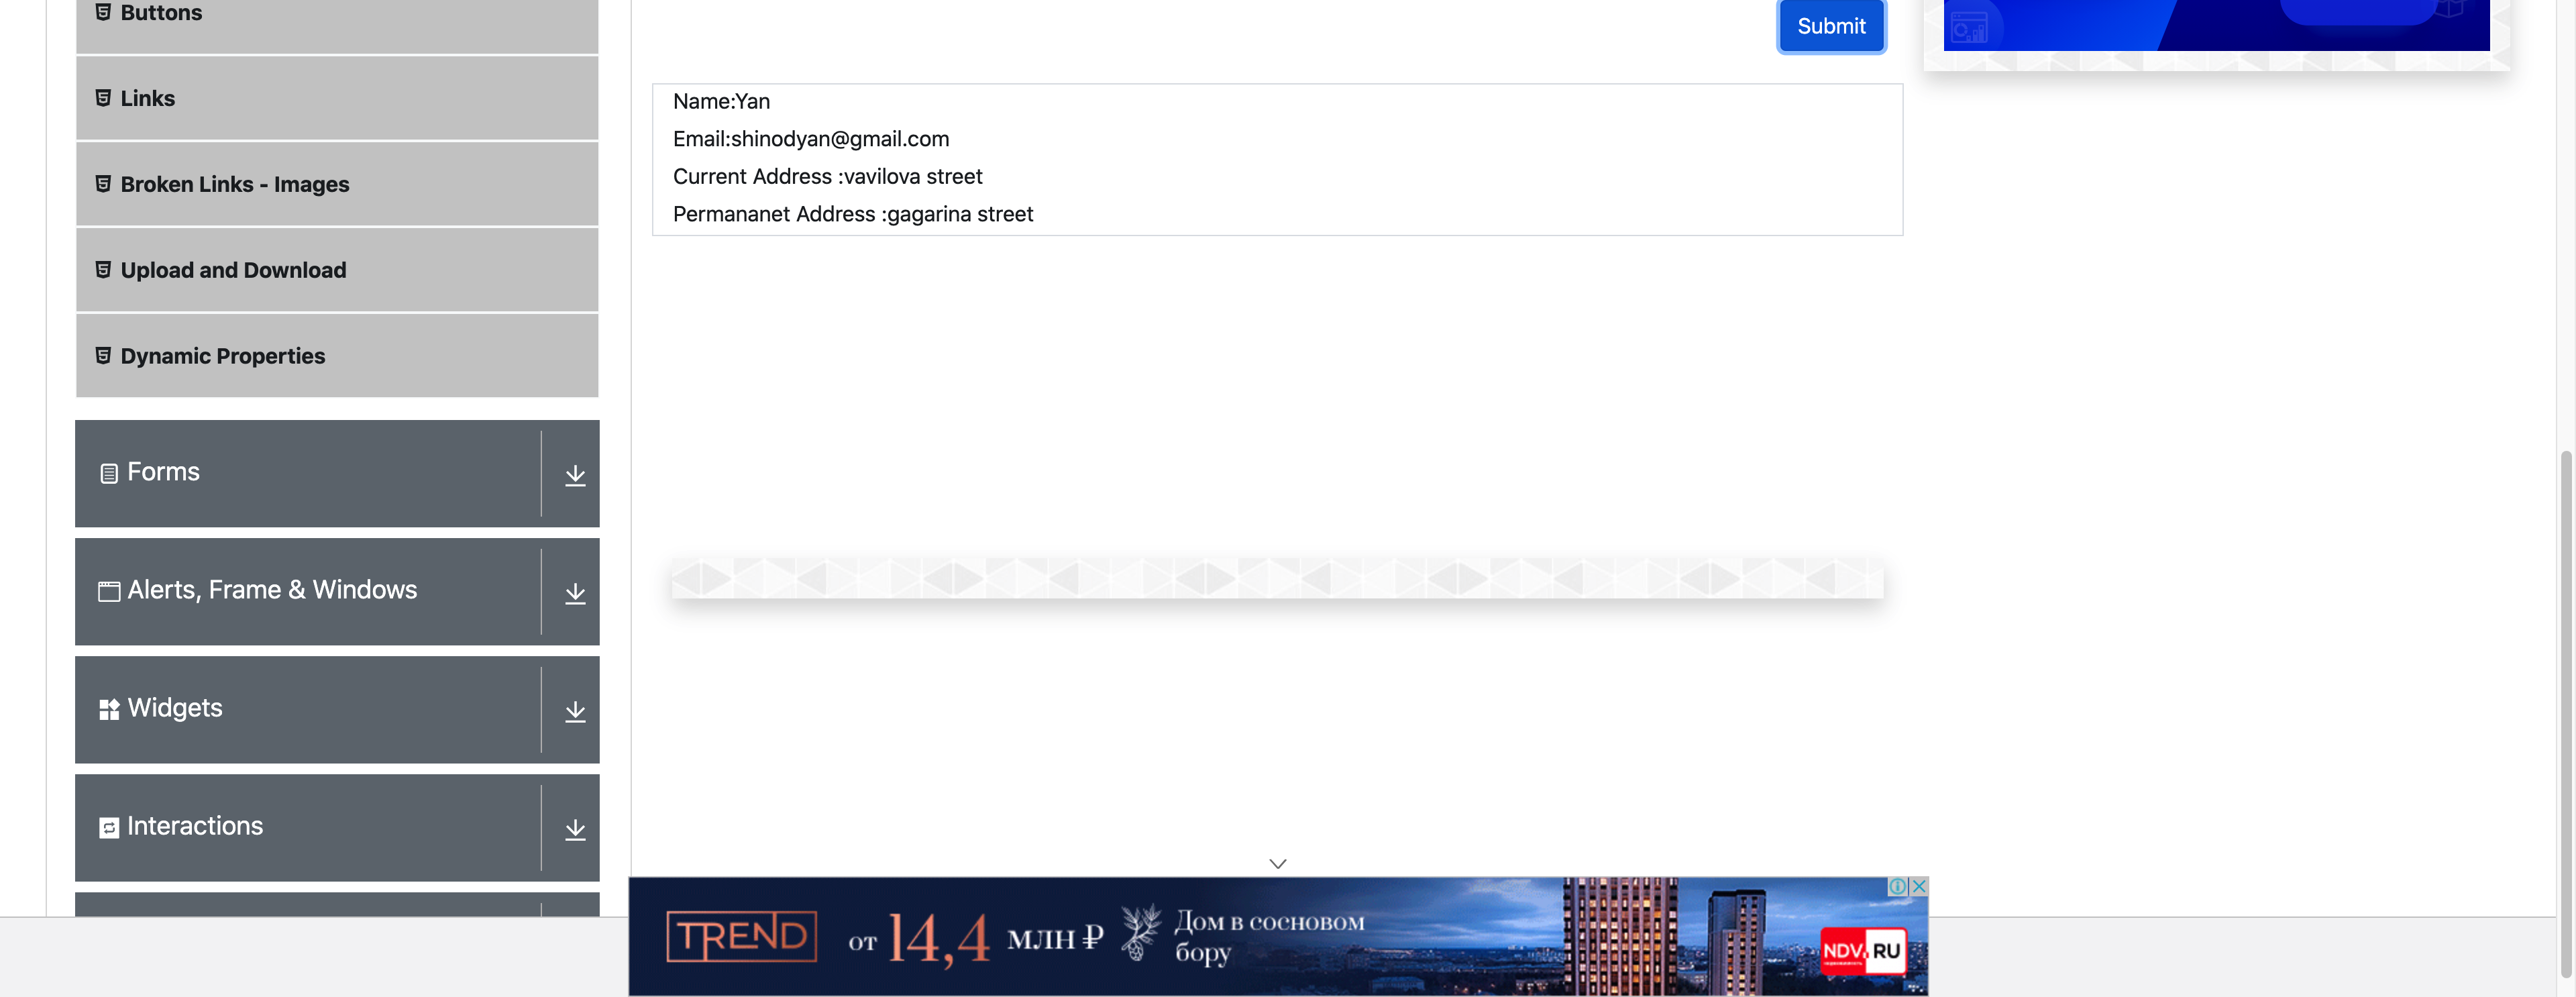 Buttons
Links
Broken Links - Images
Upload and Download
Dynamic Properties
Forms
Alerts, Frame & Windows
Widgets
Interactions
Submit
Name:Yan
Email:shinodyan@gmail.com
Current Address :vavilova street
Permananet Address :gagarina street
TREND
от 14,4 млн ₽
Дом в сосновом
бору
NDV.RU